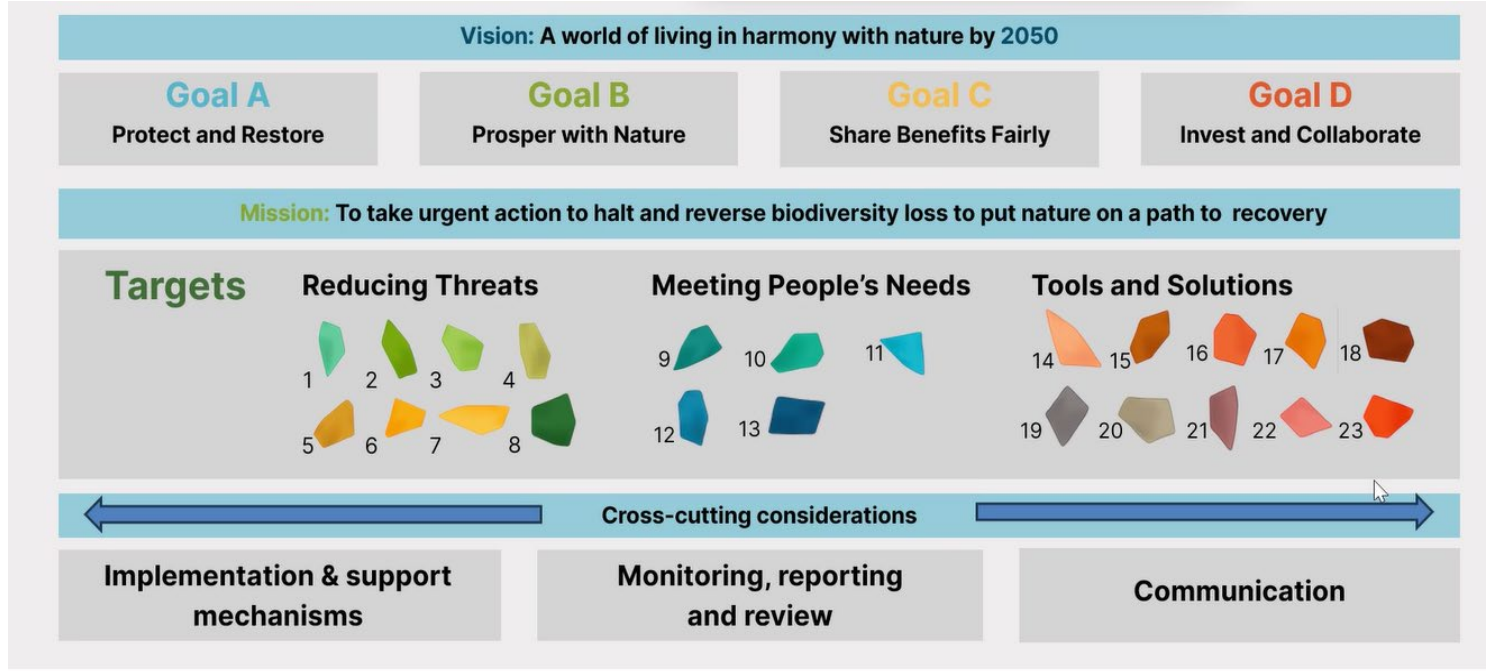 Vision: A world of living in harmony with nature by 2050
Goal A
Protect and Restore
Goal B
Prosper with Nature
Goal C
Share Benefits Fairly
Goal D
Invest and Collaborate
Mission: To take urgent action to halt and reverse biodiversity loss to put nature on a path to recovery
Targets
Reducing Threats
1 2 3 4
5 6 7 8
Meeting People's Needs
9 10 11
12 13
Tools and Solutions
14 15 16 17 18
19 20 21 22 23
Cross-cutting considerations
Implementation & support
mechanisms
Monitoring, reporting
and review
Communication